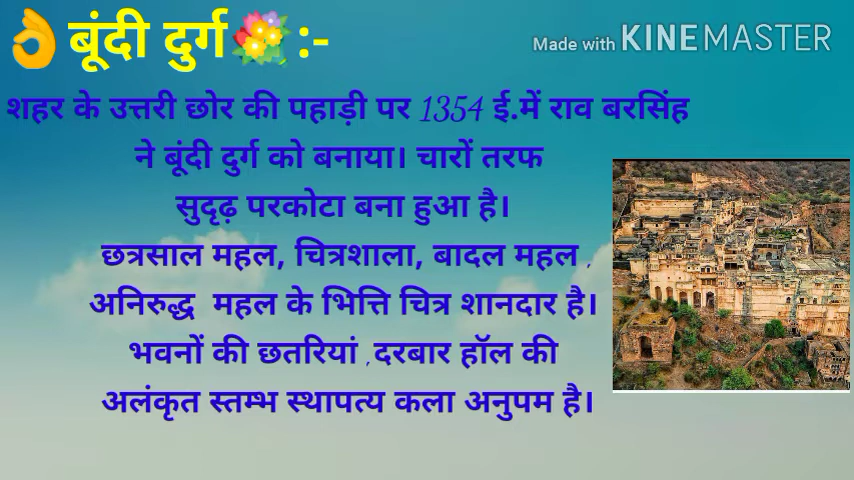 👌बूंदी दुर्ग💐:-
Made with KINEMASTER
शहर के उत्तरी छोर की पहाड़ी पर 1354 ई.में राव बरसिंह
ने बूंदी दुर्ग को बनाया। चारों तरफ
सुदृढ़ परकोटा बना हुआ है।
छत्रसाल महल, चित्रशाला, बादल महल ,
अनिरुद्ध महल के भित्ति चित्र शानदार है।
भवनों की छतरियां ,दरबार हॉल की
अलंकृत स्तम्भ स्थापत्य कला अनुपम है।